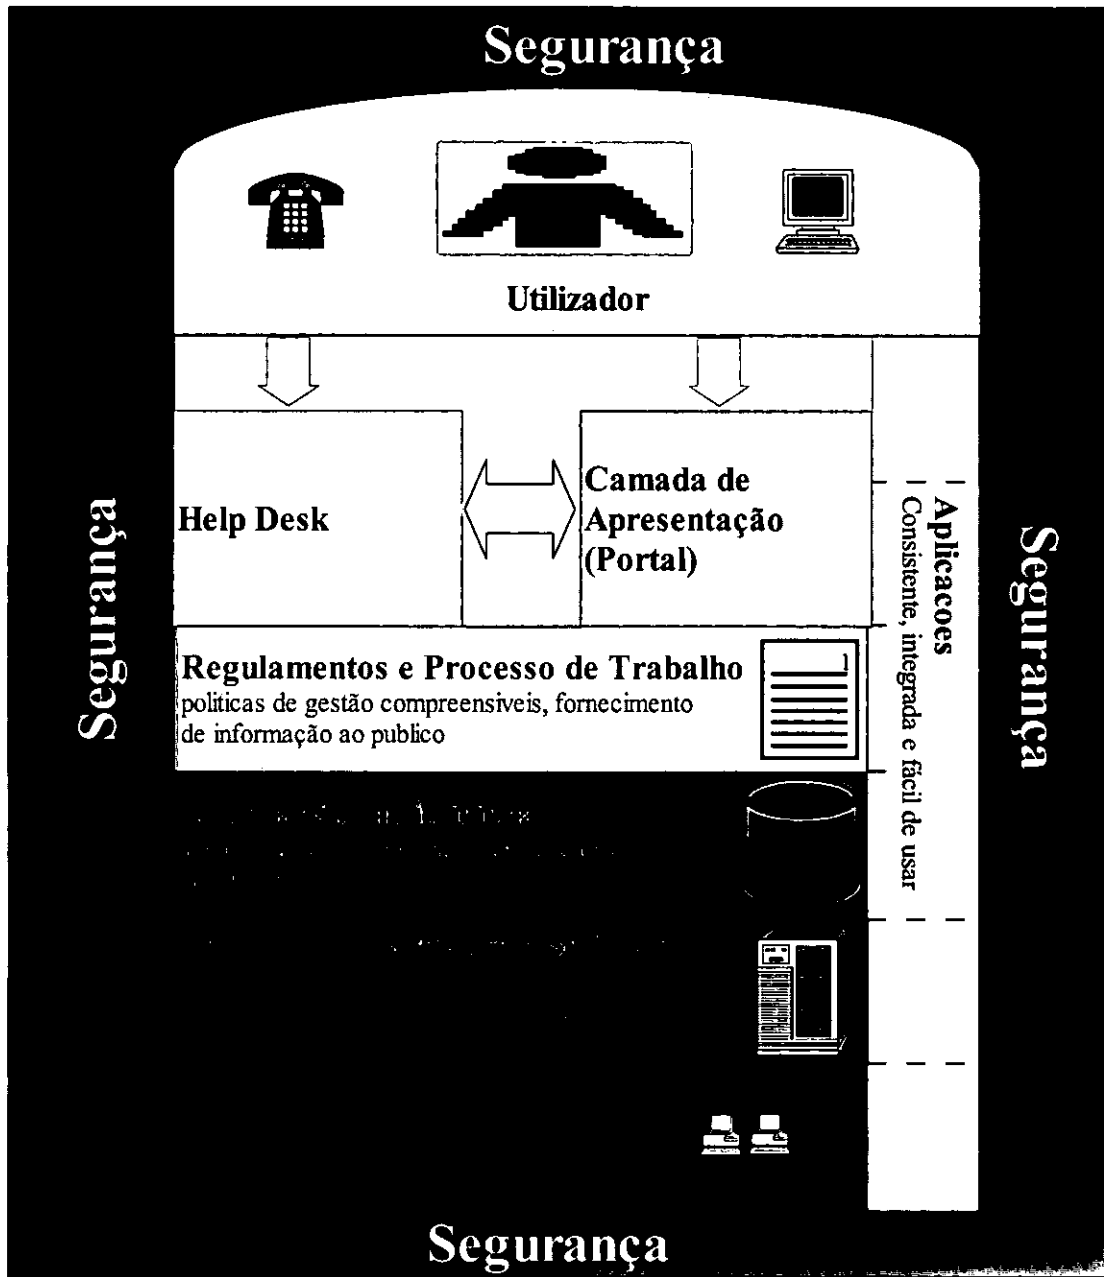 Segurança
Utilizador
Segurança
Help Desk
Camada de
Apresentação
(Portal)
Aplicacoes
Consistente, integrada e fácil de usar
Segurança
Regulamentos e Processo de Trabalho
politicas de gestão compreensiveis, fornecimento
de informação ao publico
Segurança